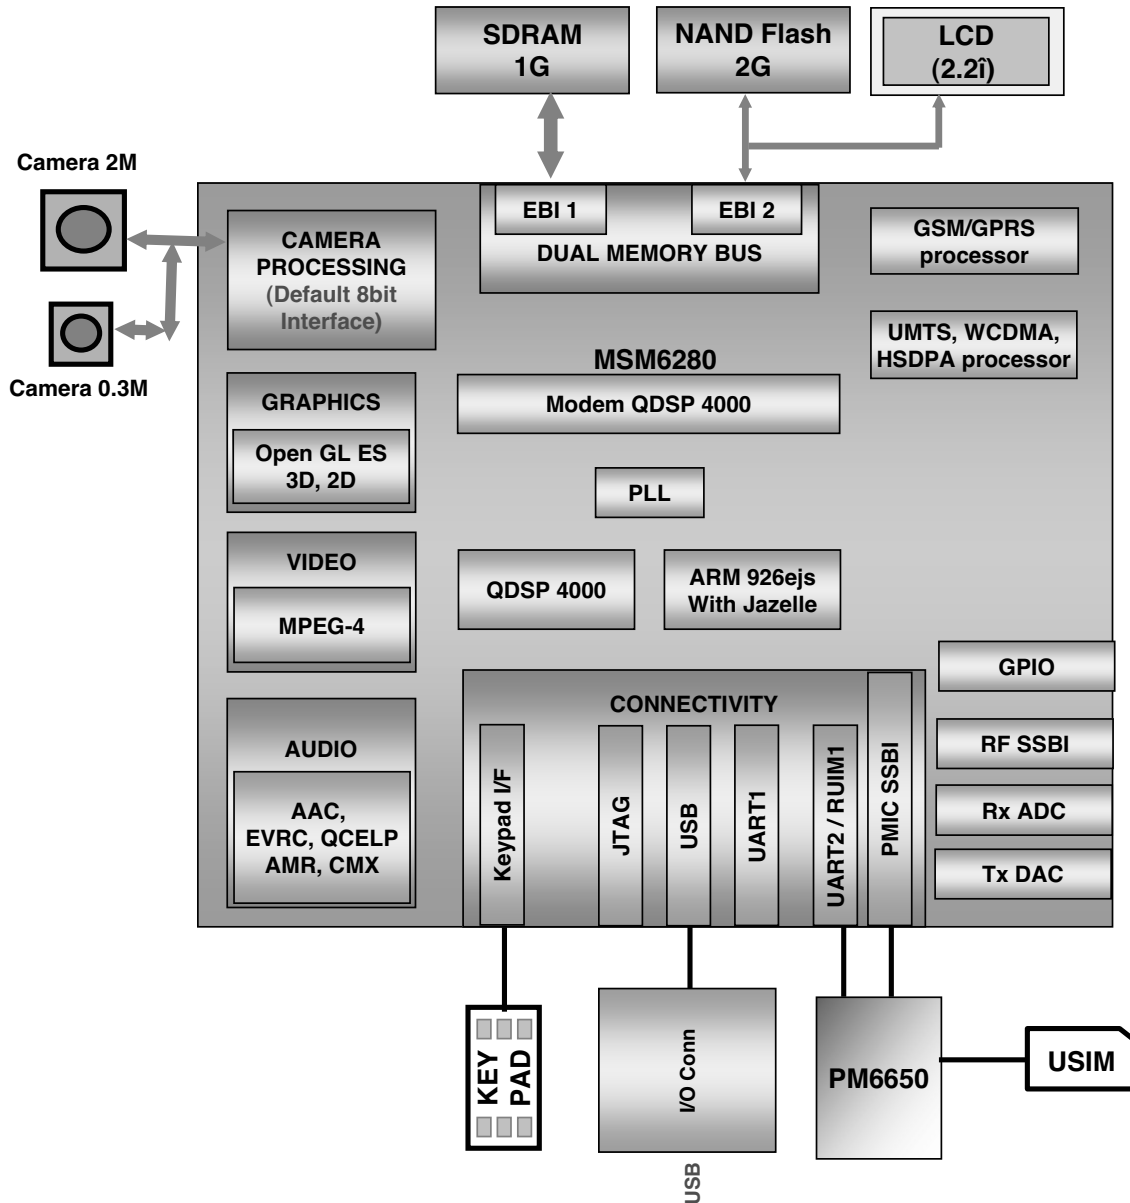 SDRAM
1G
NAND Flash
2G
LCD
(2.2î)
Camera 2M
Camera 0.3M
CAMERA
PROCESSING
(Default 8bit
Interface)
EBI 1
EBI 2
DUAL MEMORY BUS
GSM/GPRS
processor
UMTS, WCDMA,
HSDPA processor
MSM6280
Modem QDSP 4000
GRAPHICS
Open GL ES
3D, 2D
PLL
VIDEO
MPEG-4
QDSP 4000
ARM 926ejs
With Jazelle
AUDIO
AAC,
EVRC, QCELP
AMR, CMX
CONNECTIVITY
Keypad I/F
JTAG
USB
UART1
UART2 / RUIM1
PMIC SSBI
GPIO
RF SSBI
Rx ADC
Tx DAC
KEY
PAD
I/O Conn
USB
PM6650
USIM